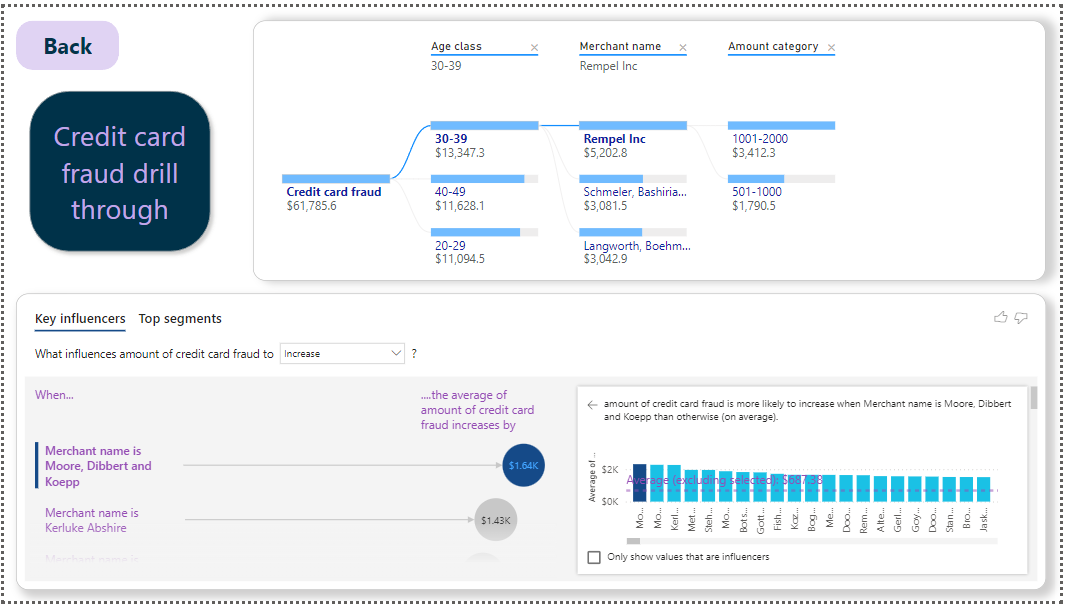 Back
Credit card
fraud drill
through
Age class
Merchant name
Amount category
30-39
Rempel Inc
30-39
$13,347.3
Rempel Inc
$5,202.8
1001-2000
$3,412.3
Credit card fraud
$61,785.6
40-49
$11,628.1
Schmeler, Bashiria...
$3,081.5
501-1000
$1,790.5
20-29
$11,094.5
Langworth, Boehm...
$3,042.9
Key influencers
Top segments
What influences amount of credit card fraud to
Increase
?
When...
....the average of
amount of credit card
fraud increases by
Merchant name is
Moore, Dibbert and
Koepp
$1.64K
Merchant name is
Kerluke Abshire
$1.43K
Merchant name is
amount of credit card fraud is more likely to increase when Merchant name is Moore, Dibbert
and Koepp than otherwise (on average).
Average of ...
$2K
$0K
Average (excluding selected): $687.38
Mo...
Mo...
Kerl...
Met...
Steh...
Mo...
Bots...
Gott...
Fish...
Koz...
Bog...
Me...
Doo...
Rem...
Alte...
Gerl...
Goy...
Doo...
Stan...
Bro...
Jask...
Only show values that are influencers